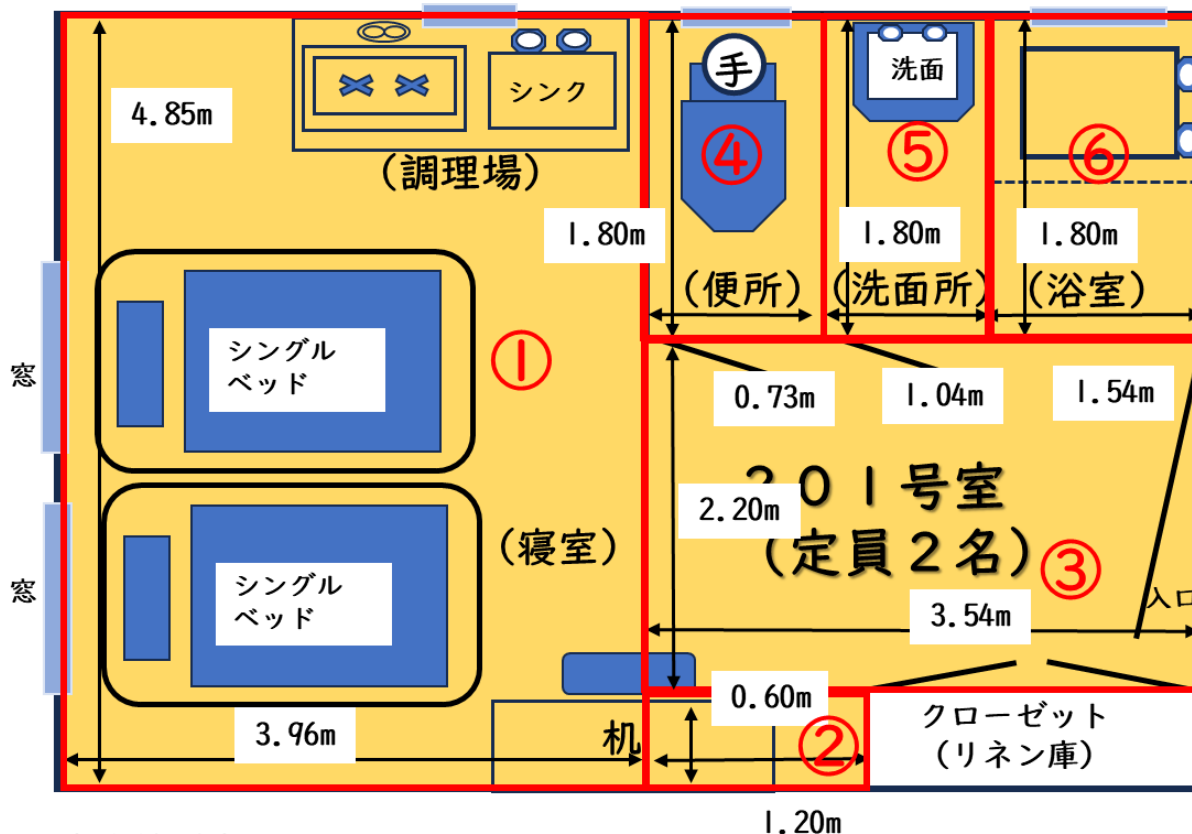 4.85m
シンク
(調理場)
手
④
洗面
⑤
⑥
1.80m
1.80m
1.80m
(便所)
(洗面所)
(浴室)
窓
シングル
ベッド
①
0.73m
1.04m
1.54m
2.20m
201号室
(定員2名)
③
(寝室)
窓
シングル
ベッド
入口
3.54m
0.60m
3.96m
机
②
クローゼット
(リネン庫)
1.20m